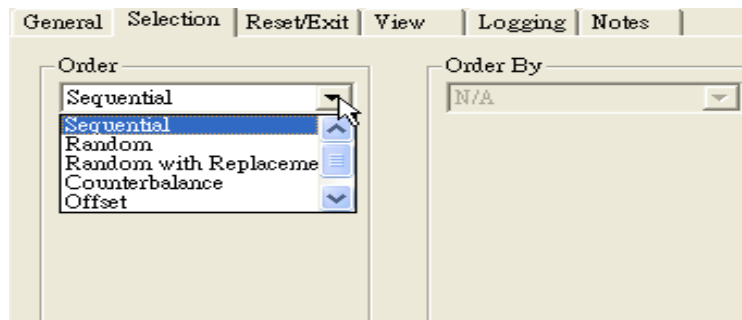 General Selection Reset/Exit View Logging Notes
Order
Order By
Sequential
N/A
Sequential
Random
Random with Replaceme
Counterbalance
Offset